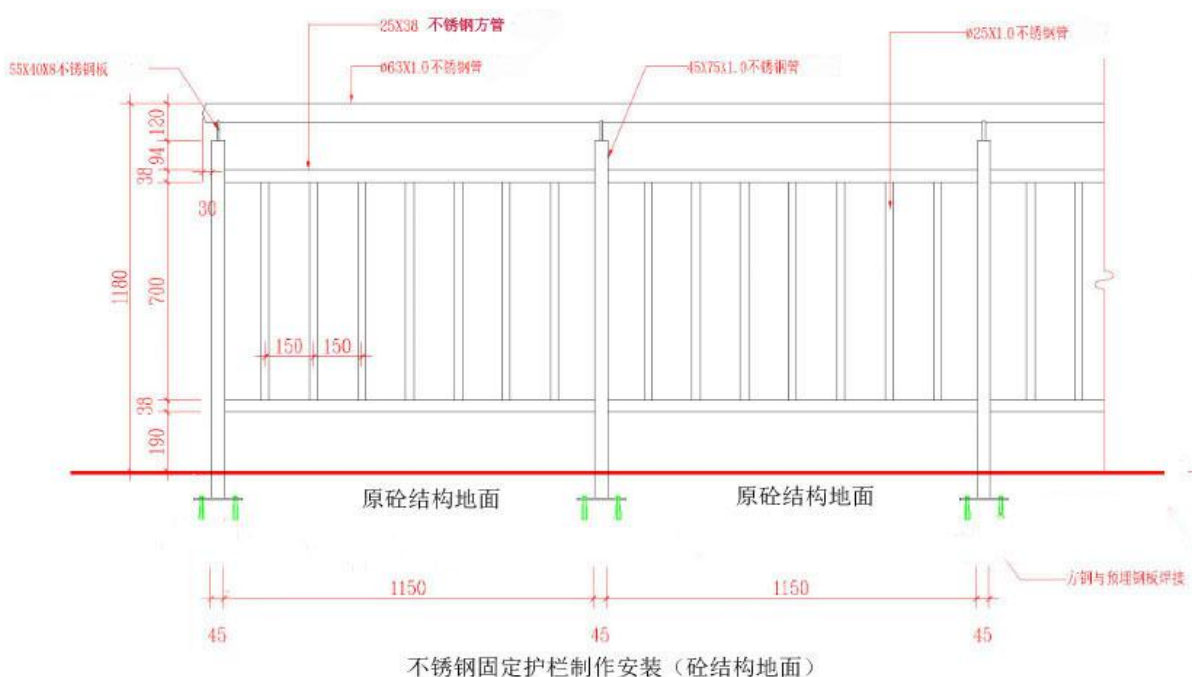 25X38 不锈钢方管
ø25X1.0不锈钢管
55X40X8不锈钢板
ø63X1.0不锈钢管
45X75X1.0不锈钢管
120
94
38
30
1180
700
150
150
38
190
原砼结构地面
原砼结构地面
方钢与预埋钢板焊接
1150
1150
45
45
45
不锈钢固定护栏制作安装（砼结构地面）